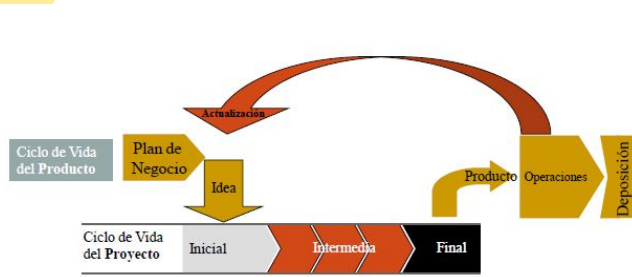 Actualización
Ciclo de Vida
del Producto
Plan de
Negocio
Idea
Producto
Operaciones
Deposición
Ciclo de Vida
del Proyecto
Inicial
Intermedia
Final